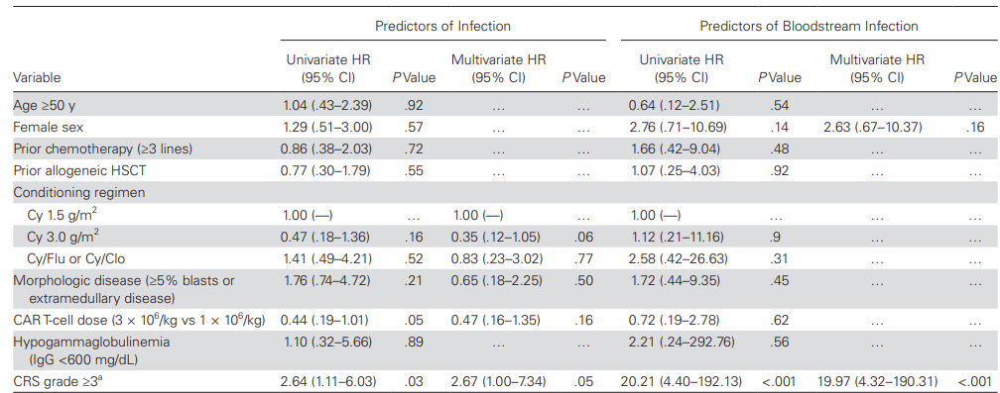 Predictors of Infection Predictors of Bloodstream Infection
Univariate HR Multivariate HR Univariate HR Multivariate HR
Variable (95% CI) P Value (95% CI) P Value (95% CI) P Value (95% CI) P Value
Age ≥50 y 1.04 (.43–2.39) .92 … … 0.64 (.12–2.51) .54 … …
Female sex 1.29 (.51–3.00) .57 … … 2.76 (.71–10.69) .14 2.63 (.67–10.37) .16
Prior chemotherapy (≥3 lines) 0.86 (.38–2.03) .72 … … 1.66 (.42–9.04) .48 … …
Prior allogeneic HSCT 0.77 (.30–1.79) .55 … … 1.07 (.25–4.03) .92 … …
Conditioning regimen
Cy 1.5 g/m² 1.00 (—) … 1.00 (—) … 1.00 (—) … … …
Cy 3.0 g/m² 0.47 (.18–1.36) .16 0.35 (.12–1.05) .06 1.12 (.21–11.16) .9 … …
Cy/Flu or Cy/Clo 1.41 (.49–4.21) .52 0.83 (.23–3.02) .77 2.58 (.42–26.63) .31 … …
Morphologic disease (≥5% blasts or 1.76 (.74–4.72) .21 0.65 (.18–2.25) .50 1.72 (.44–9.35) .45 … …
extramedullary disease)
CAR T-cell dose (3 × 10⁶/kg vs 1 × 10⁶/kg) 0.44 (.19–1.01) .05 0.47 (.16–1.35) .16 0.72 (.19–2.78) .62 … …
Hypogammaglobulinemia 1.10 (.32–5.66) .89 … … 2.21 (.24–292.76) .56 … …
(IgG <600 mg/dL)
CRS grade ≥3ᵃ 2.64 (1.11–6.03) .03 2.67 (1.00–7.34) .05 20.21 (4.40–192.13) <.001 19.97 (4.32–190.31) <.001